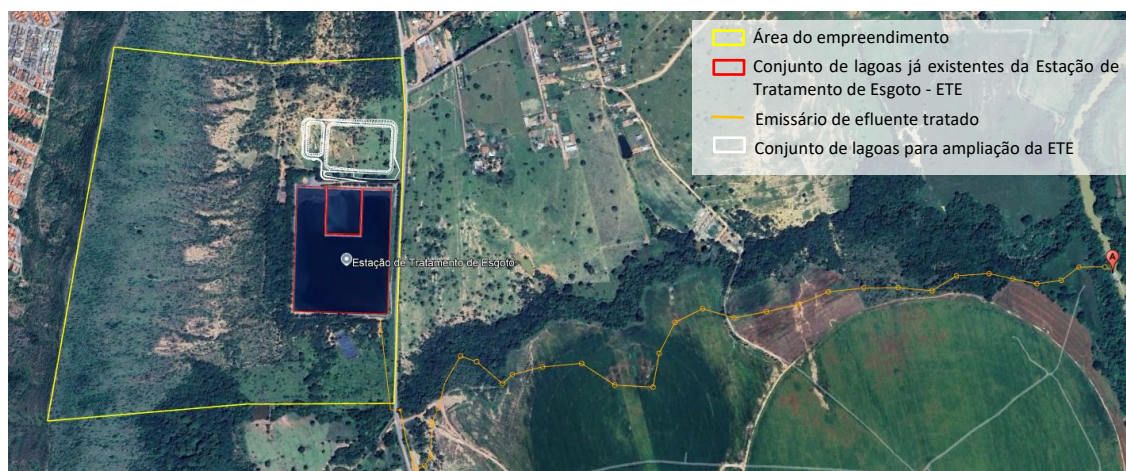 Área do empreendimento
Conjunto de lagoas já existentes da Estação de
Tratamento de Esgoto - ETE
Emissário de efluente tratado
Conjunto de lagoas para ampliação da ETE
Estação de Tratamento de Esgoto
A